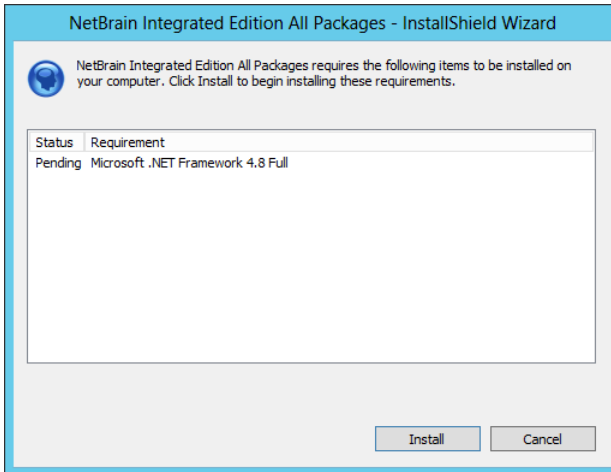 NetBrain Integrated Edition All Packages - InstallShield Wizard
NetBrain Integrated Edition All Packages requires the following items to be installed on
your computer. Click Install to begin installing these requirements.
Status Requirement
Pending Microsoft .NET Framework 4.8 Full
Install Cancel